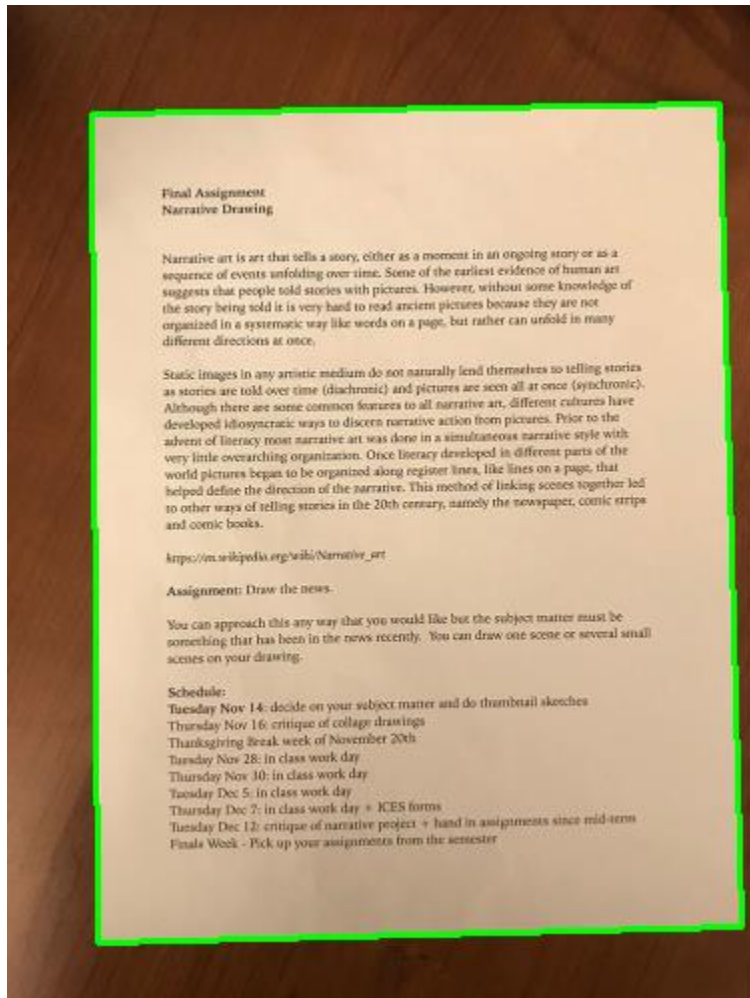 Final Assignment
Narrative Drawing
Narrative art is art that tells a story, either as a moment in an ongoing story or as a
sequence of events unfolding over time. Some of the earliest evidence of human art
suggests that people told stories with pictures. However, without some knowledge of
the story being told it is very hard to read ancient pictures because they are not
organized in a systematic way like words on a page, but rather can unfold in many
different directions at once.
Static images in any artistic medium do not naturally lend themselves to telling stories
as stories are told over time (diachronic) and pictures are seen all at once (synchronic).
Although there are some common features to all narrative art, different cultures have
developed idiosyncratic ways to discern narrative action from pictures. Prior to the
advent of literacy most narrative art was done in a simultaneous narrative style with
very little overarching organization. Once literacy developed in different parts of the
world pictures began to be organized along register lines, like lines on a page, that
helped define the direction of the narrative. This method of linking scenes together led
to other ways of telling stories in the 20th century, namely the newspaper, comic strips
and comic books.
https://m.wikipedia.org/wiki/Narrative_art
Assignment: Draw the news.
You can approach this any way that you would like but the subject matter must be
something that has been in the news recently. You can draw one scene or several small
scenes on your drawing.
Schedule:
Tuesday Nov 14: decide on your subject matter and do thumbnail sketches
Thursday Nov 16: critique of collage drawings
Thanksgiving Break week of November 20th
Tuesday Nov 28: in class work day
Thursday Nov 30: in class work day
Tuesday Dec 5: in class work day
Thursday Dec 7: in class work day + ICES forms
Tuesday Dec 12: critique of narrative project + hand in assignments since mid-term
Finals Week - Pick up your assignments from the semester